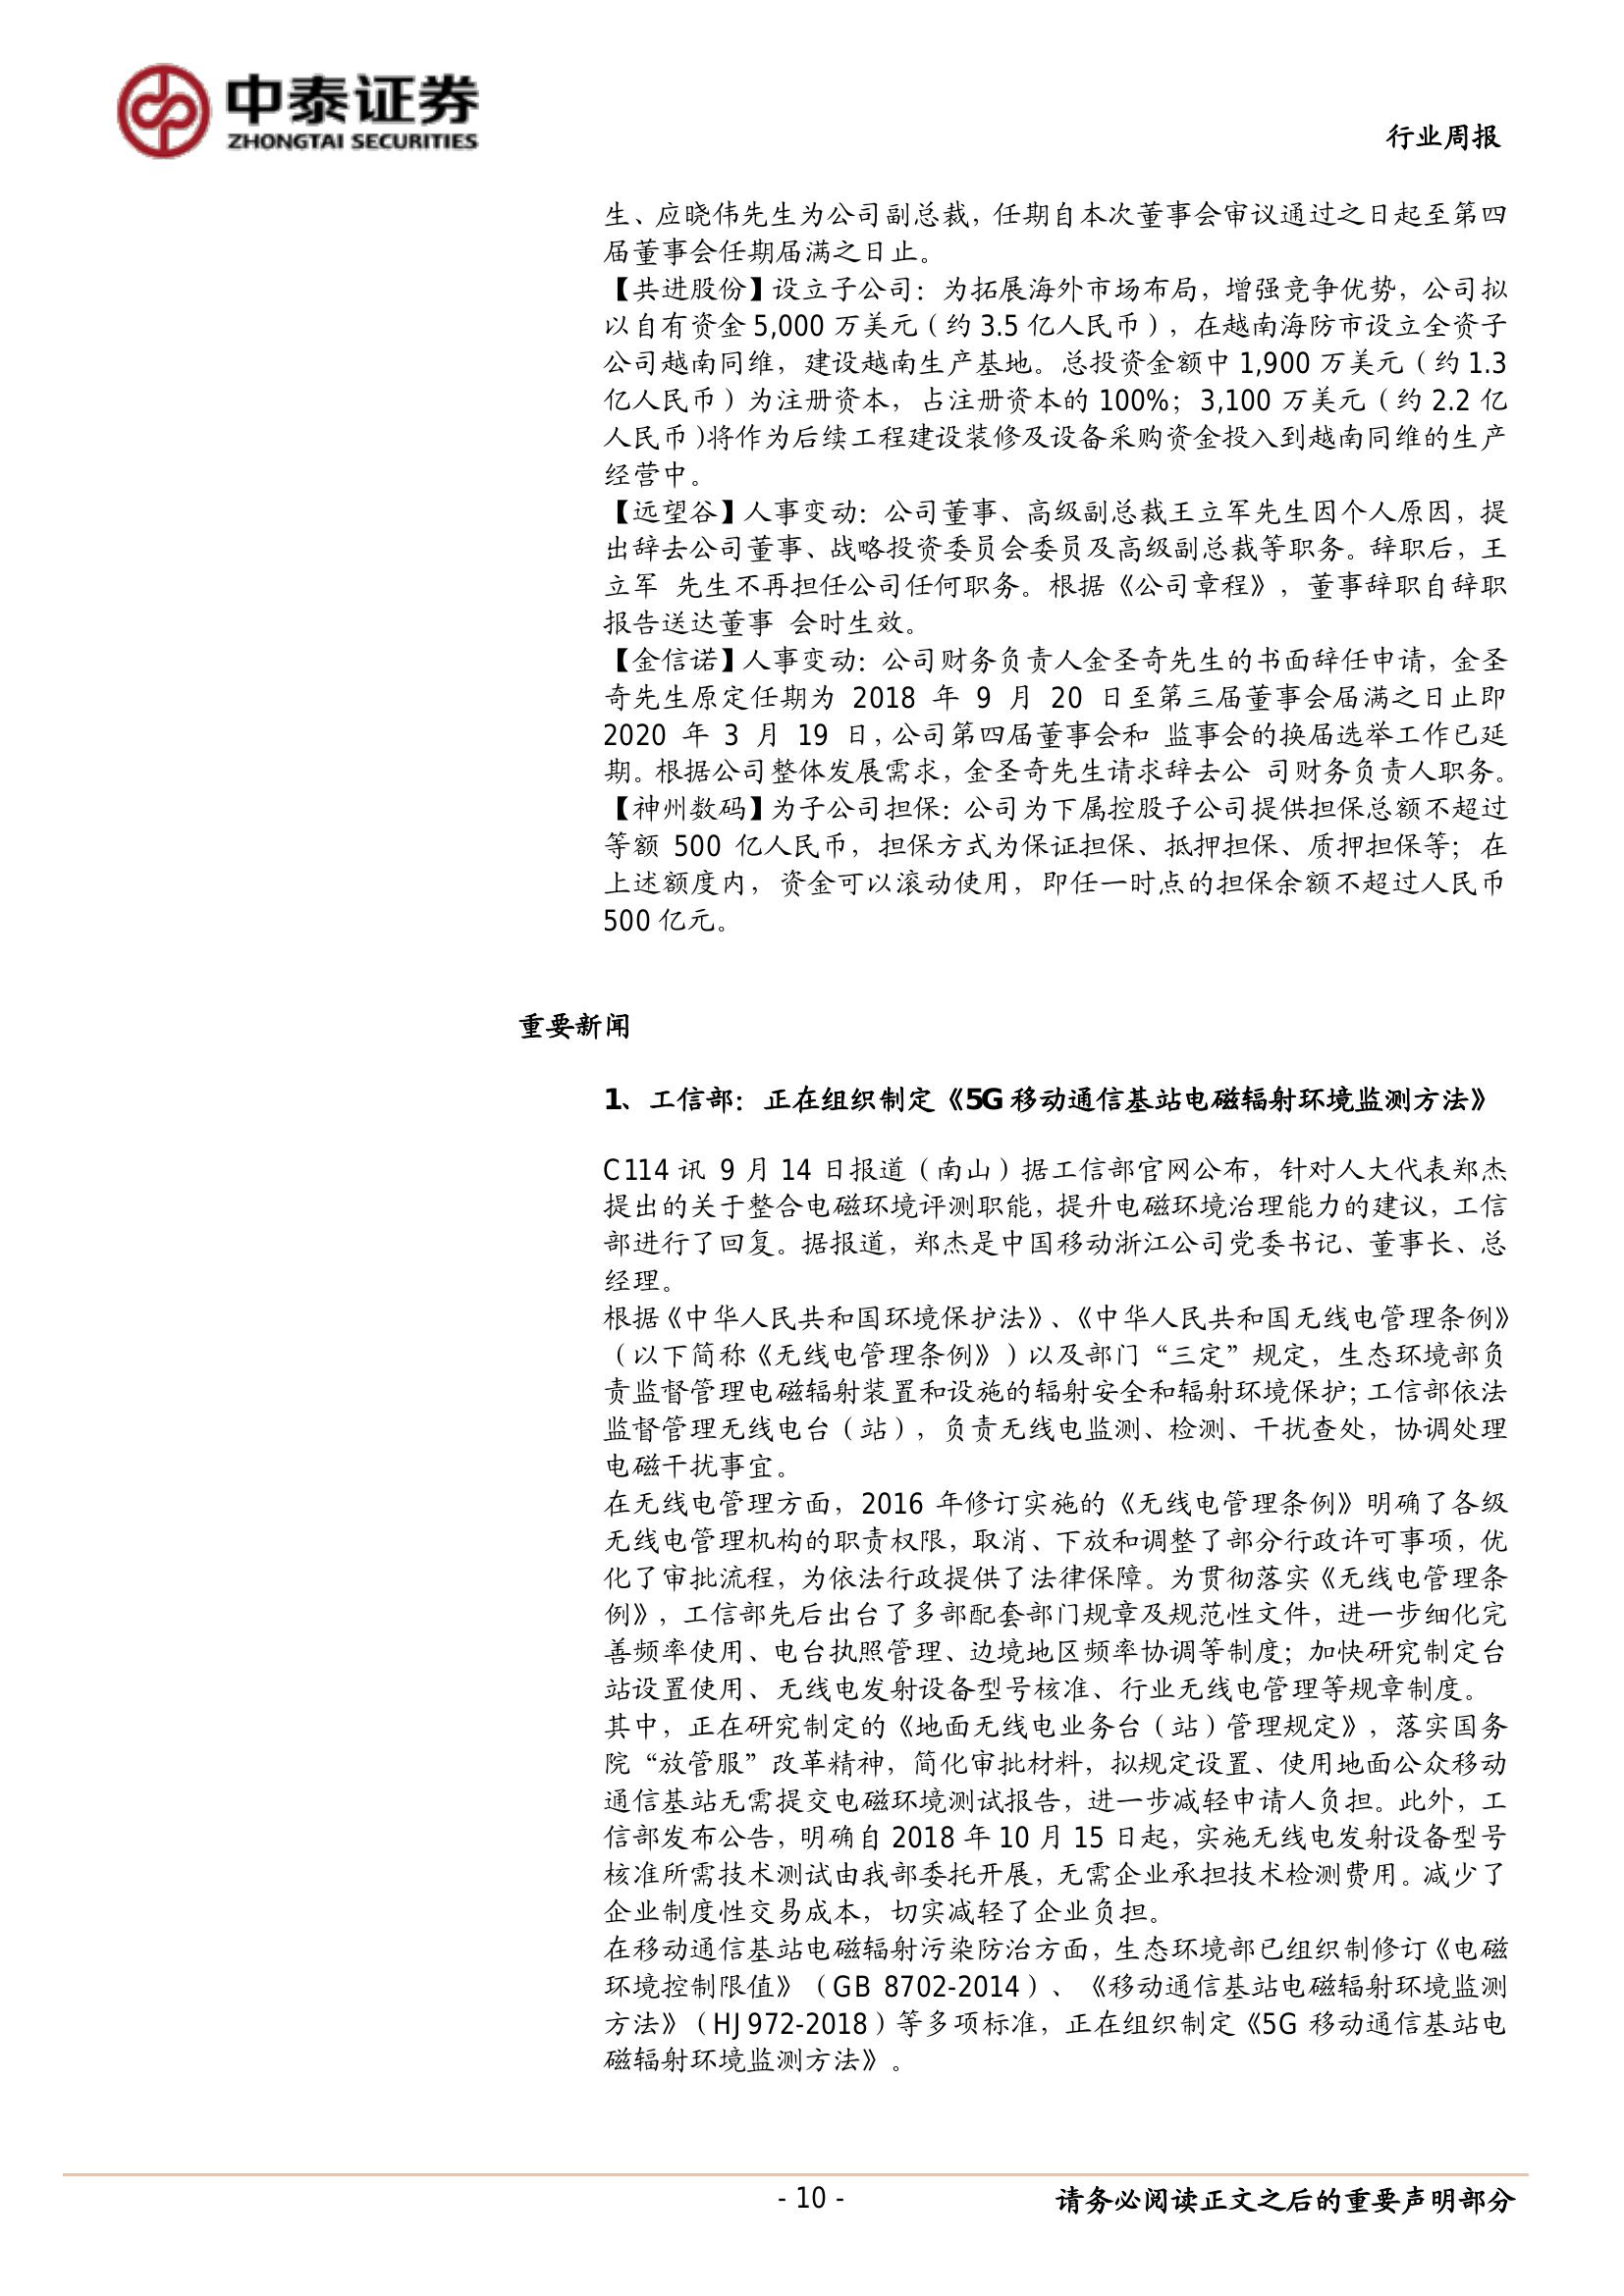 中泰证券
ZHONGTAI SECURITIES
行业周报
生、应晓伟先生为公司副总裁，任期自本次董事会审议通过之日起至第四
届董事会任期届满之日止。
【共进股份】设立子公司：为拓展海外市场布局，增强竞争优势，公司拟
以自有资金 5,000 万美元（约 3.5 亿人民币），在越南海防市设立全资子
公司越南同维，建设越南生产基地。总投资金额中 1,900 万美元（约 1.3
亿人民币）为注册资本，占注册资本的 100%；3,100 万美元（约 2.2 亿
人民币)将作为后续工程建设装修及设备采购资金投入到越南同维的生产
经营中。
【远望谷】人事变动：公司董事、高级副总裁王立军先生因个人原因，提
出辞去公司董事、战略投资委员会委员及高级副总裁等职务。辞职后，王
立军 先生不再担任公司任何职务。根据《公司章程》，董事辞职自辞职
报告送达董事 会时生效。
【金信诺】人事变动：公司财务负责人金圣奇先生的书面辞任申请，金圣
奇先生原定任期为 2018 年 9 月 20 日至第三届董事会届满之日止即
2020 年 3 月 19 日，公司第四届董事会和 监事会的换届选举工作已延
期。根据公司整体发展需求，金圣奇先生请求辞去公 司财务负责人职务。
【神州数码】为子公司担保：公司为下属控股子公司提供担保总额不超过
等额 500 亿人民币，担保方式为保证担保、抵押担保、质押担保等；在
上述额度内，资金可以滚动使用，即任一时点的担保余额不超过人民币
500 亿元。
重要新闻
1、工信部：正在组织制定《5G 移动通信基站电磁辐射环境监测方法》
C114 讯 9 月 14 日报道（南山）据工信部官网公布，针对人大代表郑杰
提出的关于整合电磁环境评测职能，提升电磁环境治理能力的建议，工信
部进行了回复。据报道，郑杰是中国移动浙江公司党委书记、董事长、总
经理。
根据《中华人民共和国环境保护法》、《中华人民共和国无线电管理条例》
（以下简称《无线电管理条例》）以及部门“三定”规定，生态环境部负
责监督管理电磁辐射装置和设施的辐射安全和辐射环境保护；工信部依法
监督管理无线电台（站），负责无线电监测、检测、干扰查处，协调处理
电磁干扰事宜。
在无线电管理方面，2016 年修订实施的《无线电管理条例》明确了各级
无线电管理机构的职责权限，取消、下放和调整了部分行政许可事项，优
化了审批流程，为依法行政提供了法律保障。为贯彻落实《无线电管理条
例》，工信部先后出台了多部配套部门规章及规范性文件，进一步细化完
善频率使用、电台执照管理、边境地区频率协调等制度；加快研究制定台
站设置使用、无线电发射设备型号核准、行业无线电管理等规章制度。
其中，正在研究制定的《地面无线电业务台（站）管理规定》，落实国务
院“放管服”改革精神，简化审批材料，拟规定设置、使用地面公众移动
通信基站无需提交电磁环境测试报告，进一步减轻申请人负担。此外，工
信部发布公告，明确自 2018 年 10 月 15 日起，实施无线电发射设备型号
核准所需技术测试由我部委托开展，无需企业承担技术检测费用。减少了
企业制度性交易成本，切实减轻了企业负担。
在移动通信基站电磁辐射污染防治方面，生态环境部已组织制修订《电磁
环境控制限值》（GB 8702-2014）、《移动通信基站电磁辐射环境监测
方法》（HJ 972-2018）等多项标准，正在组织制定《5G 移动通信基站电
磁辐射环境监测方法》。
- 10 -
请务必阅读正文之后的重要声明部分